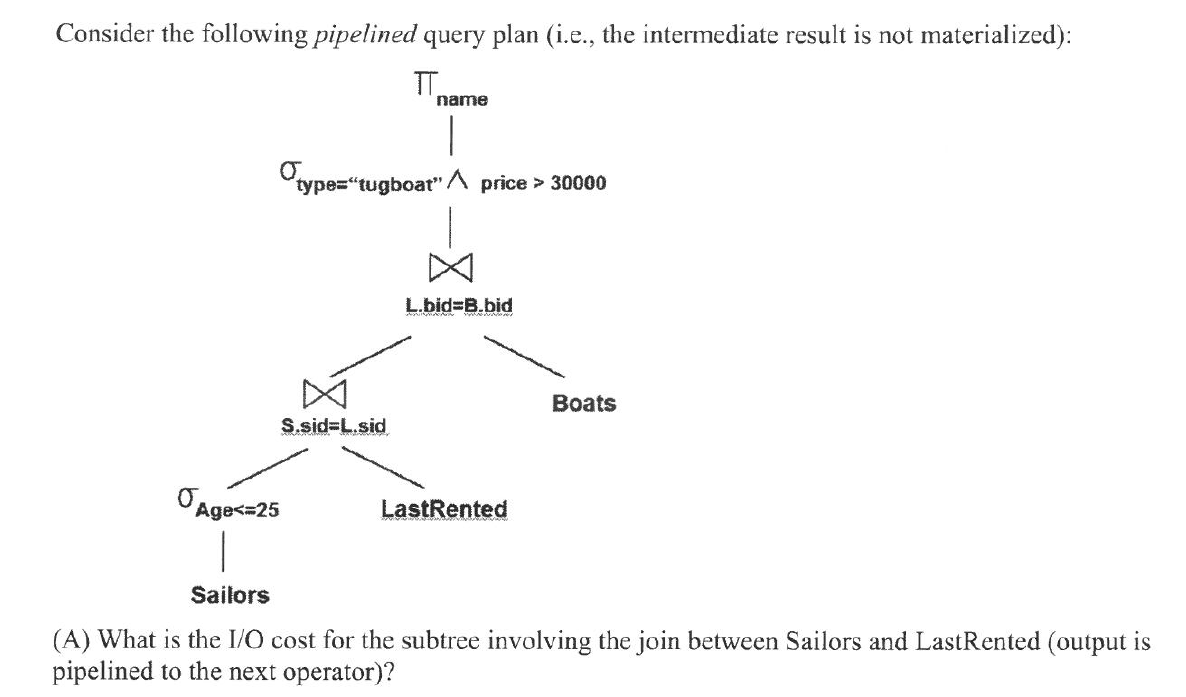 Consider the following pipelined query plan (i.e., the intermediate result is not materialized):
π name
σ type="tugboat" ∧ price > 30000
⋈
L.bid=B.bid
⋈
Boats
S.sid=L.sid
σ Age<=25
LastRented
Sailors
(A) What is the I/O cost for the subtree involving the join between Sailors and LastRented (output is
pipelined to the next operator)?